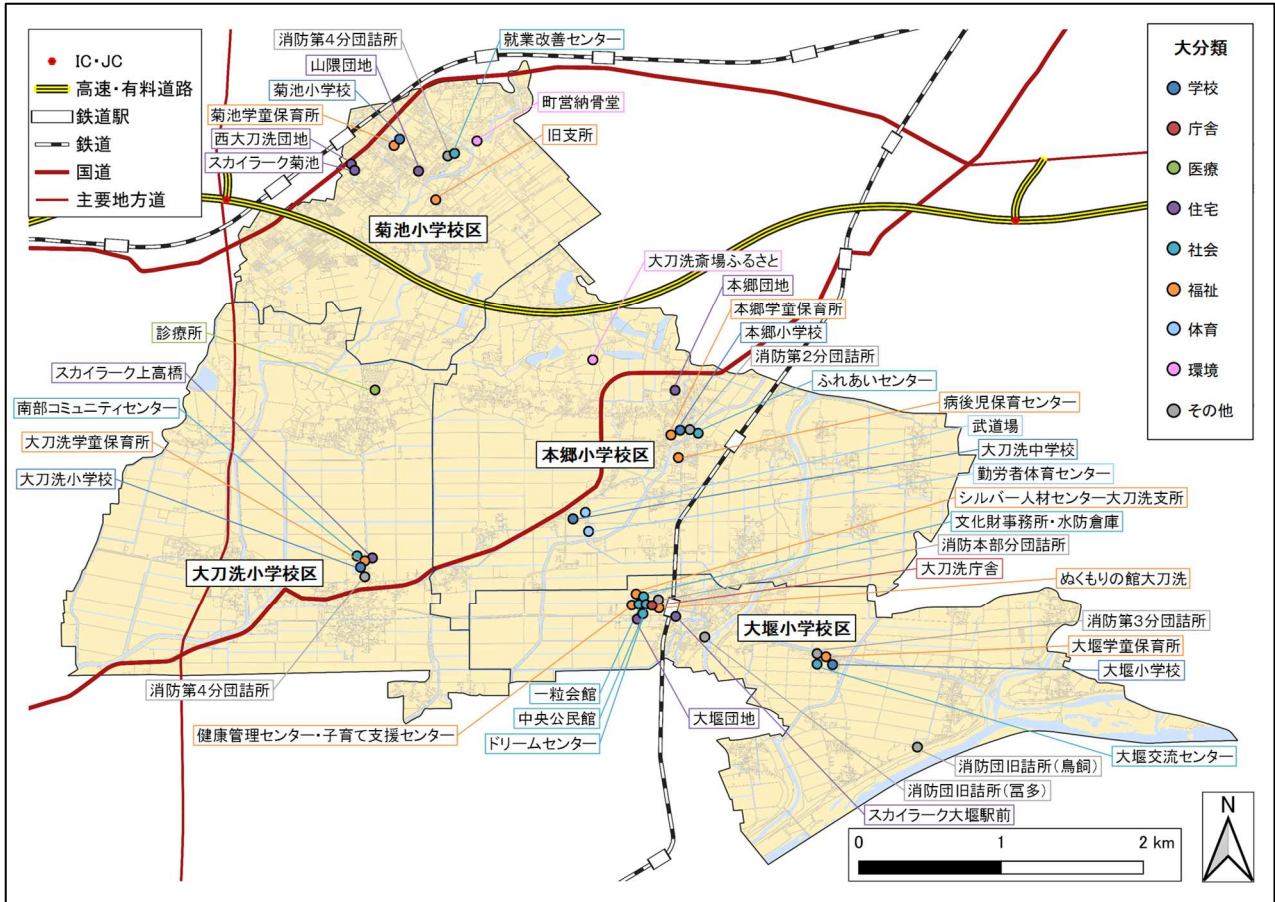 IC・JC
高速・有料道路
鉄道駅
鉄道
国道
主要地方道
大分類
学校
庁舎
医療
住宅
社会
福祉
体育
環境
その他
消防第4分団詰所
就業改善センター
山隈団地
菊池小学校
町営納骨堂
菊池学童保育所
旧支所
西大刀洗団地
スカイラーク菊池
菊池小学校区
大刀洗斎場ふるさと
本郷団地
本郷学童保育所
本郷小学校
消防第2分団詰所
診療所
スカイラーク上高橋
ふれあいセンター
南部コミュニティセンター
病後児保育センター
大刀洗学童保育所
武道場
大刀洗中学校
本郷小学校区
大刀洗小学校
勤労者体育センター
シルバー人材センター大刀洗支所
文化財事務所・水防倉庫
消防本部分団詰所
大刀洗小学校区
大刀洗庁舎
ぬくもりの館大刀洗
消防第3分団詰所
大堰小学校区
大堰学童保育所
大堰小学校
消防第4分団詰所
一粒会館
中央公民館
大堰団地
健康管理センター・子育て支援センター
ドリームセンター
大堰交流センター
消防団旧詰所(鳥飼)
消防団旧詰所(冨多)
スカイラーク大堰駅前
N
0 1 2 km